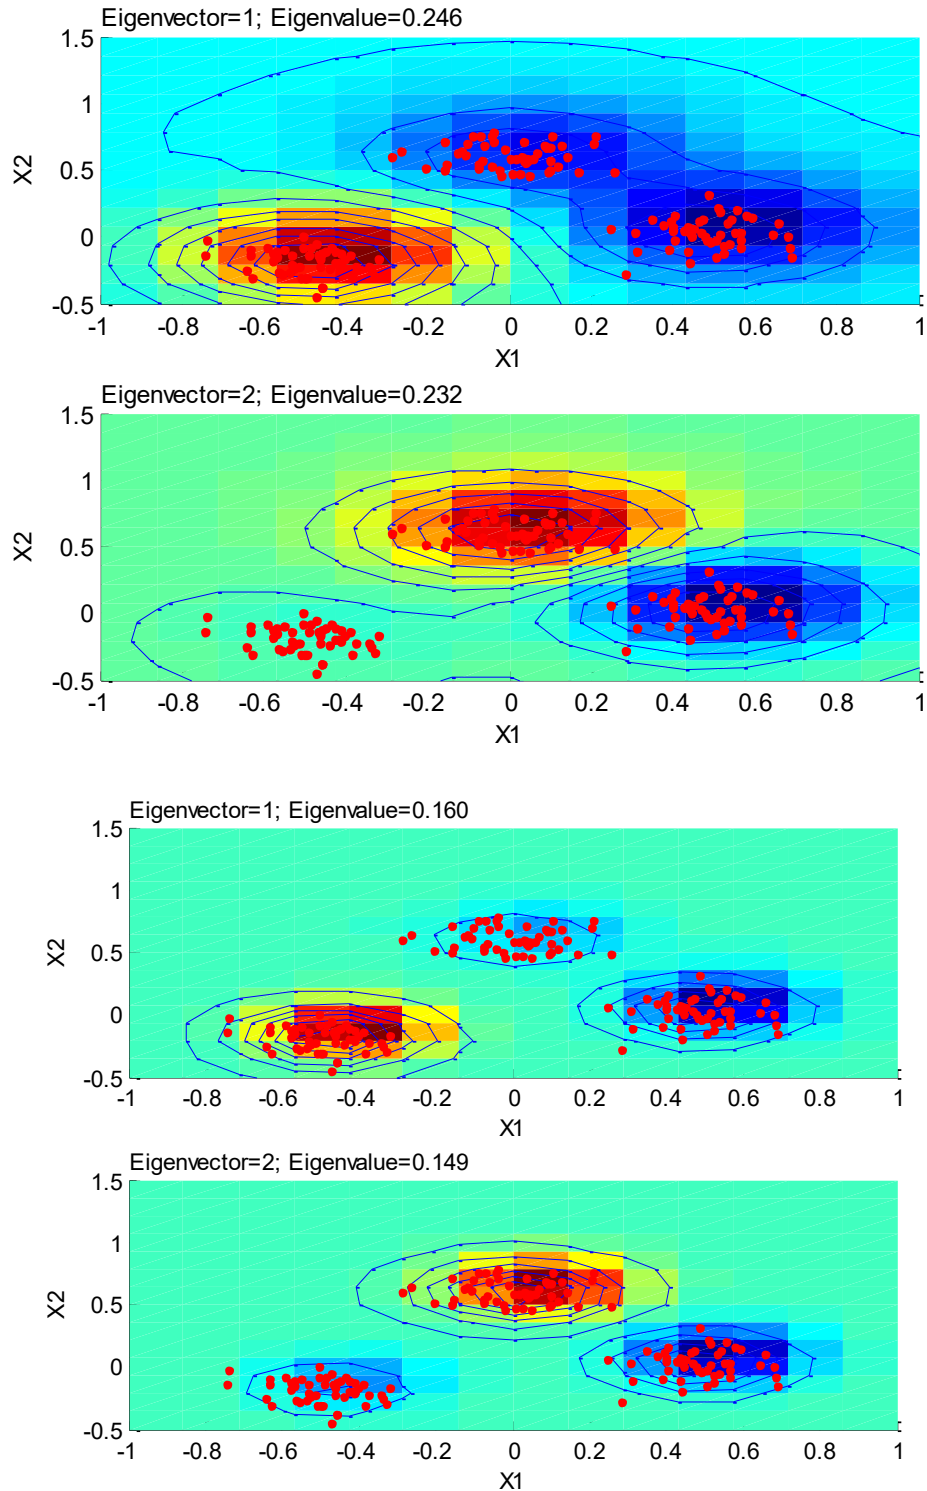 Eigenvector=1; Eigenvalue=0.246
1.5
1
0.5
0
-0.5
X2
-1 -0.8 -0.6 -0.4 -0.2 0 0.2 0.4 0.6 0.8 1
X1
Eigenvector=2; Eigenvalue=0.232
1.5
1
0.5
0
-0.5
X2
-1 -0.8 -0.6 -0.4 -0.2 0 0.2 0.4 0.6 0.8 1
X1
Eigenvector=1; Eigenvalue=0.160
1.5
1
0.5
0
-0.5
X2
-1 -0.8 -0.6 -0.4 -0.2 0 0.2 0.4 0.6 0.8 1
X1
Eigenvector=2; Eigenvalue=0.149
1.5
1
0.5
0
-0.5
X2
-1 -0.8 -0.6 -0.4 -0.2 0 0.2 0.4 0.6 0.8 1
X1